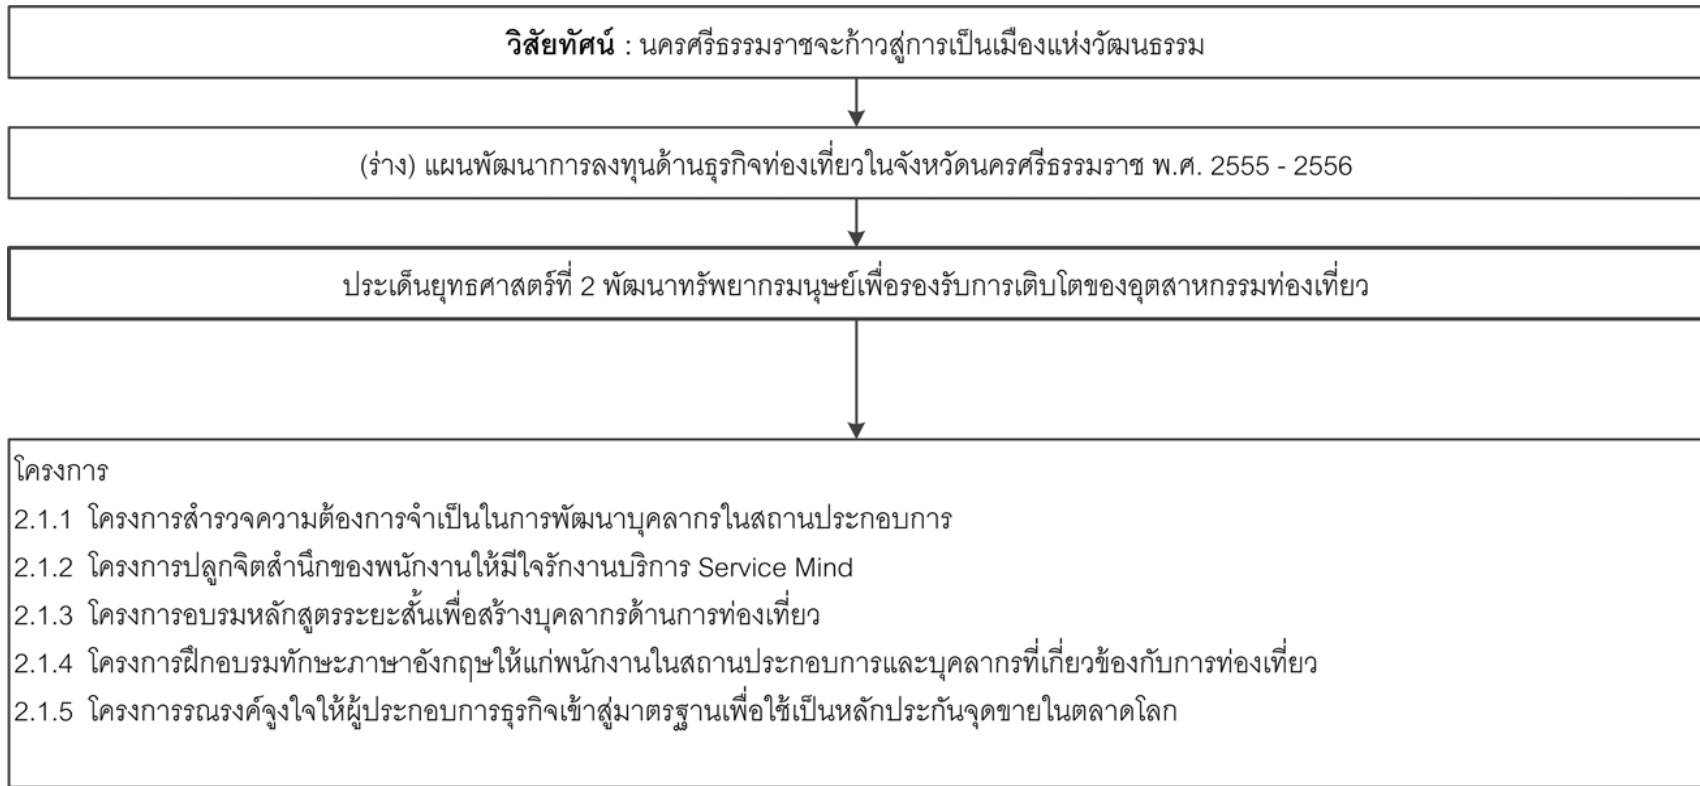 วิสัยทัศน์ : นครศรีธรรมราชจะก้าวสู่การเป็นเมืองแห่งวัฒนธรรม
(ร่าง) แผนพัฒนาการลงทุนด้านธุรกิจท่องเที่ยวในจังหวัดนครศรีธรรมราช พ.ศ. 2555 - 2556
ประเด็นยุทธศาสตร์ที่ 2 พัฒนาทรัพยากรมนุษย์เพื่อรองรับการเติบโตของอุตสาหกรรมท่องเที่ยว
โครงการ
2.1.1 โครงการสำรวจความต้องการจำเป็นในการพัฒนาบุคลากรในสถานประกอบการ
2.1.2 โครงการปลูกจิตสำนึกของพนักงานให้มีใจรักงานบริการ Service Mind
2.1.3 โครงการอบรมหลักสูตรระยะสั้นเพื่อสร้างบุคลากรด้านการท่องเที่ยว
2.1.4 โครงการฝึกอบรมทักษะภาษาอังกฤษให้แก่พนักงานในสถานประกอบการและบุคลากรที่เกี่ยวข้องกับการท่องเที่ยว
2.1.5 โครงการรณรงค์จูงใจให้ผู้ประกอบการธุรกิจเข้าสู่มาตรฐานเพื่อใช้เป็นหลักประกันจุดขายในตลาดโลก